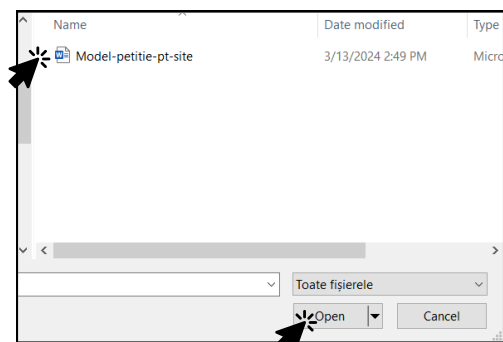 Name Date modified Type
Model-petitie-pt-site 3/13/2024 2:49 PM Micro
Toate fișierele
Open Cancel